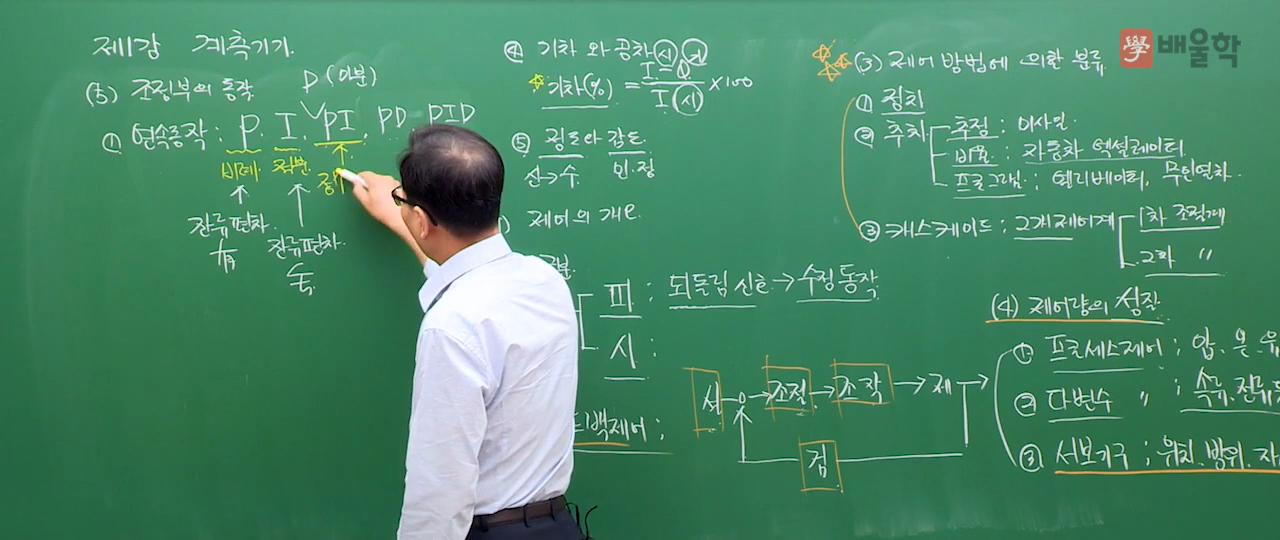 제1강 계측기기
(5) 조정부의 동작
D (미분)
① 연속동작 : P. I. PI. PD PID
비례. 적분
잔류편차. 有
잔류편차. 無
④ 기차 와 공차
기차(%) = ×100
⑤ 정도와 감도
산→수 민.정
제어의 개
피 : 되돌림 신호 → 수정동작
시 :
백제어 ;
설 → 조절 → 조작 → 제
검
(3) 제어 방법에 의한 분류
① 정치
② 추치 추정 : 미사일
비율 : 자동차 엑셀레이터
프로그램 : 엘리베이터, 무인열차
③ 캐스케이드 : 2개제어계 1차 조절계
2차 〃
(4) 제어량의 성질
① 프로세스제어 ; 압. 온. 유
② 다변수 〃 ;
③ 서보기구 ; 위치. 방위. 자
學 배울학